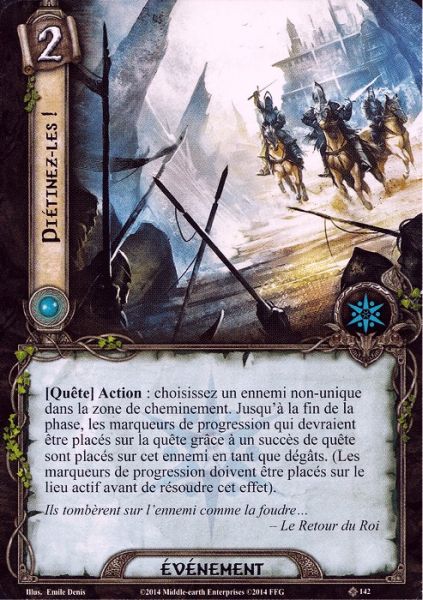 2
Piétinez-les !
[Quête] Action : choisissez un ennemi non-unique
dans la zone de cheminement. Jusqu'à la fin de la
phase, les marqueurs de progression qui devraient
être placés sur la quête grâce à un succès de quête
sont placés sur cet ennemi en tant que dégâts. (Les
marqueurs de progression doivent être placés sur le
lieu actif avant de résoudre cet effet).
Ils tombèrent sur l'ennemi comme la foudre…
– Le Retour du Roi
ÉVÉNEMENT
Illus. Emile Denis ©2014 Middle-earth Enterprises ©2014 FFG 142